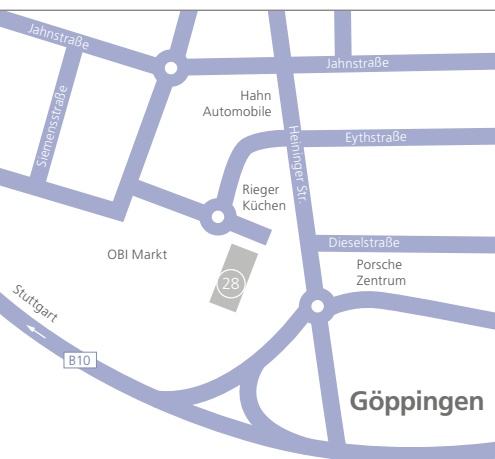 Jahnstraße
Jahnstraße
Hahn
Automobile
Siemensstraße
Heininger Str.
Eythstraße
Rieger
Küchen
Dieselstraße
OBI Markt
Porsche
Zentrum
28
Stuttgart
B10
Göppingen